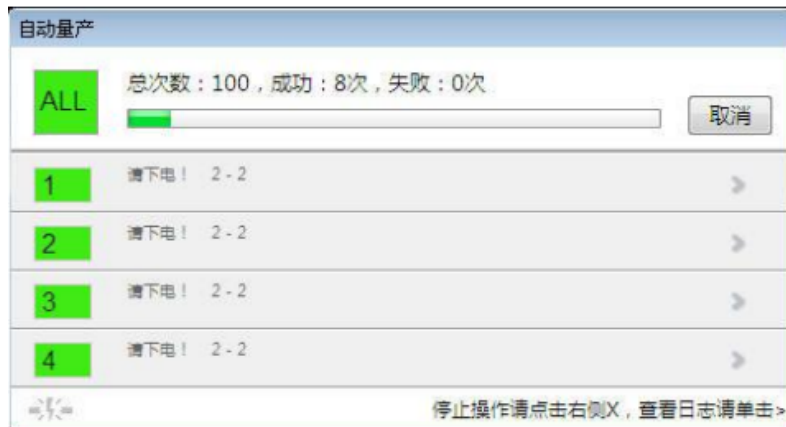 自动量产
ALL
总次数：100，成功：8次，失败：0次
取消
1
请下电！ 2-2
2
请下电！ 2-2
3
请下电！ 2-2
4
请下电！ 2-2
停止操作请点击右侧X，查看日志请单击>